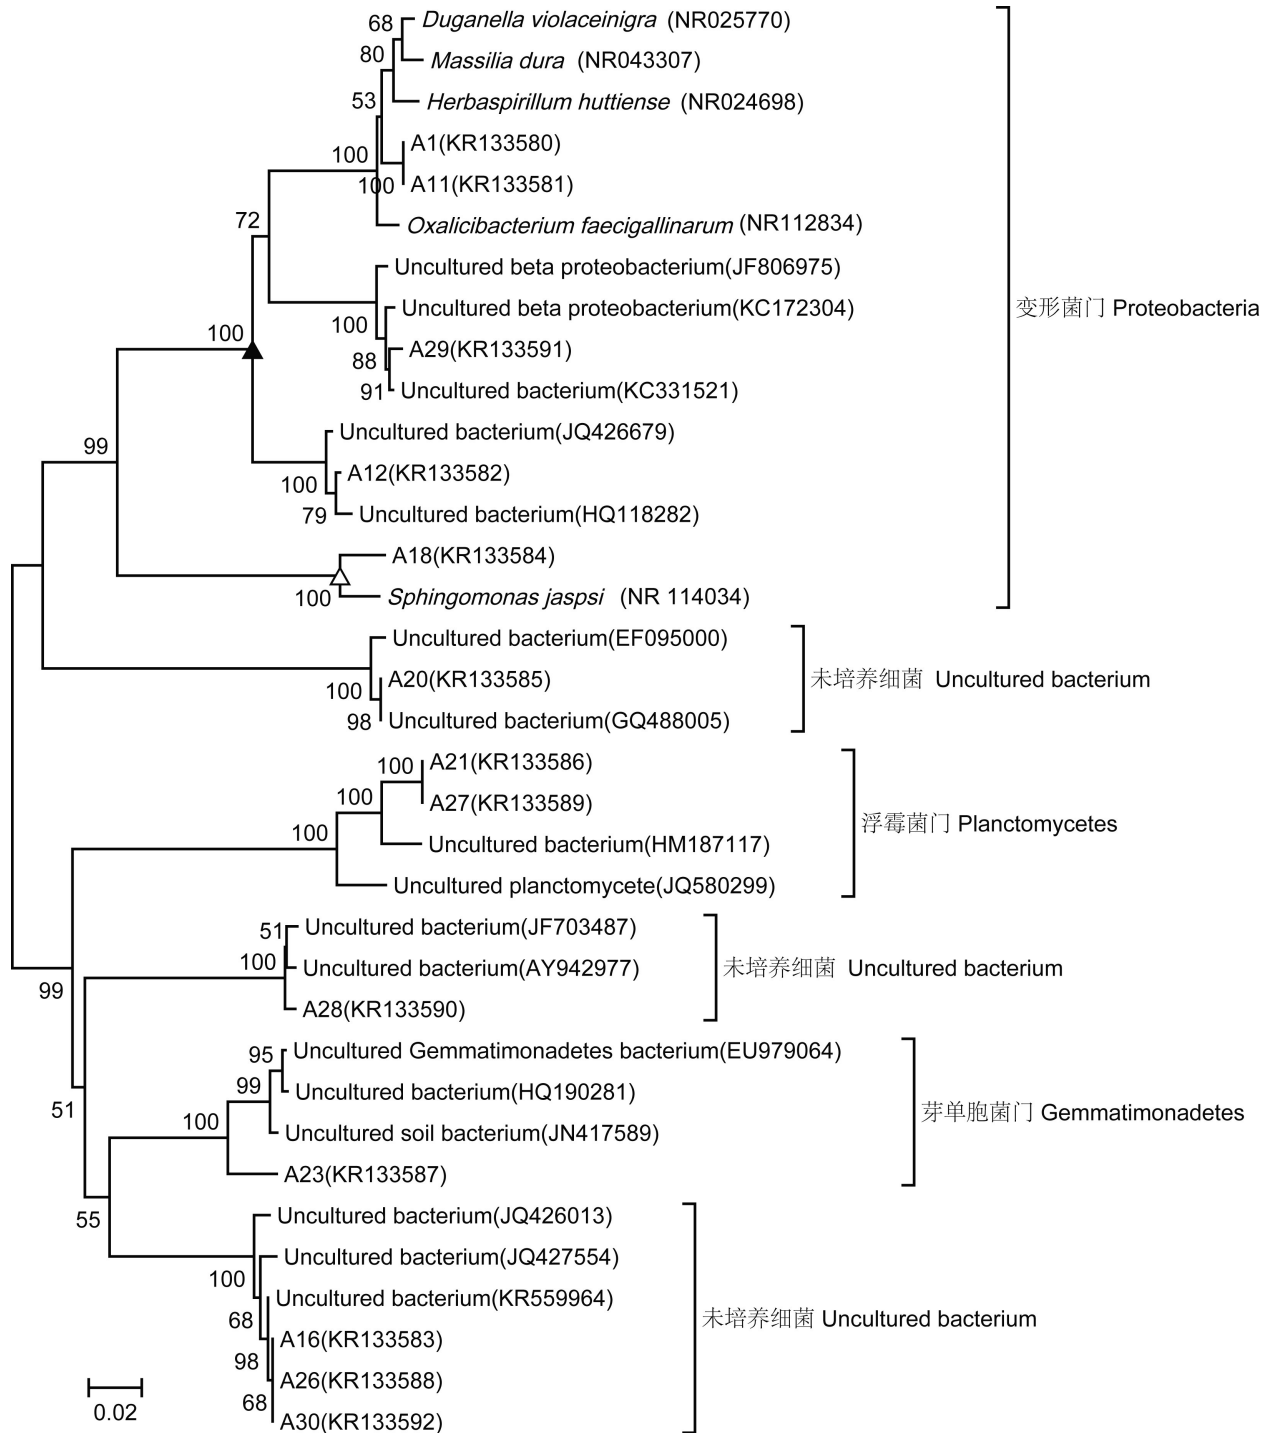 68
Duganella violaceinigra (NR025770)
80
Massilia dura (NR043307)
53
Herbaspirillum huttiense (NR024698)
A1(KR133580)
100
100
A11(KR133581)
72
Oxalicibacterium faecigallinarum (NR112834)
Uncultured beta proteobacterium(JF806975)
Uncultured beta proteobacterium(KC172304)
变形菌门 Proteobacteria
100
100
A29(KR133591)
88
91
Uncultured bacterium(KC331521)
Uncultured bacterium(JQ426679)
99
A12(KR133582)
100
79
Uncultured bacterium(HQ118282)
A18(KR133584)
100
Sphingomonas jaspsi (NR 114034)
Uncultured bacterium(EF095000)
A20(KR133585)
未培养细菌 Uncultured bacterium
100
98
Uncultured bacterium(GQ488005)
100
A21(KR133586)
100
A27(KR133589)
浮霉菌门 Planctomycetes
100
Uncultured bacterium(HM187117)
Uncultured planctomycete(JQ580299)
51
Uncultured bacterium(JF703487)
100
Uncultured bacterium(AY942977)
未培养细菌 Uncultured bacterium
99
A28(KR133590)
95
Uncultured Gemmatimonadetes bacterium(EU979064)
99
Uncultured bacterium(HQ190281)
51
芽单胞菌门 Gemmatimonadetes
100
Uncultured soil bacterium(JN417589)
A23(KR133587)
55
Uncultured bacterium(JQ426013)
Uncultured bacterium(JQ427554)
100
Uncultured bacterium(KR559964)
68
未培养细菌 Uncultured bacterium
A16(KR133583)
98
A26(KR133588)
68
0.02
A30(KR133592)